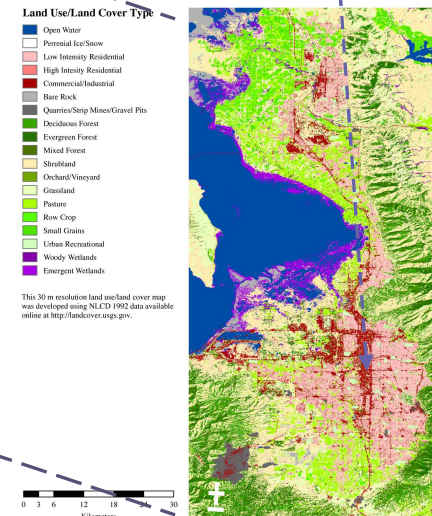 Land Use/Land Cover Type
Open Water
Perrenial Ice/Snow
Low Intensity Residential
High Intesity Residential
Commercial/Industrial
Bare Rock
Quarries/Strip Mines/Gravel Pits
Deciduous Forest
Evergreen Forest
Mixed Forest
Shrubland
Orchard/Vineyard
Grassland
Pasture
Row Crop
Small Grains
Urban Recreational
Woody Wetlands
Emergent Wetlands
This 30 m resolution land use/land cover map
was developed using NLCD 1992 data available
online at http://landcover.usgs.gov.
0 3 6 12 18 24 30
Kilometers